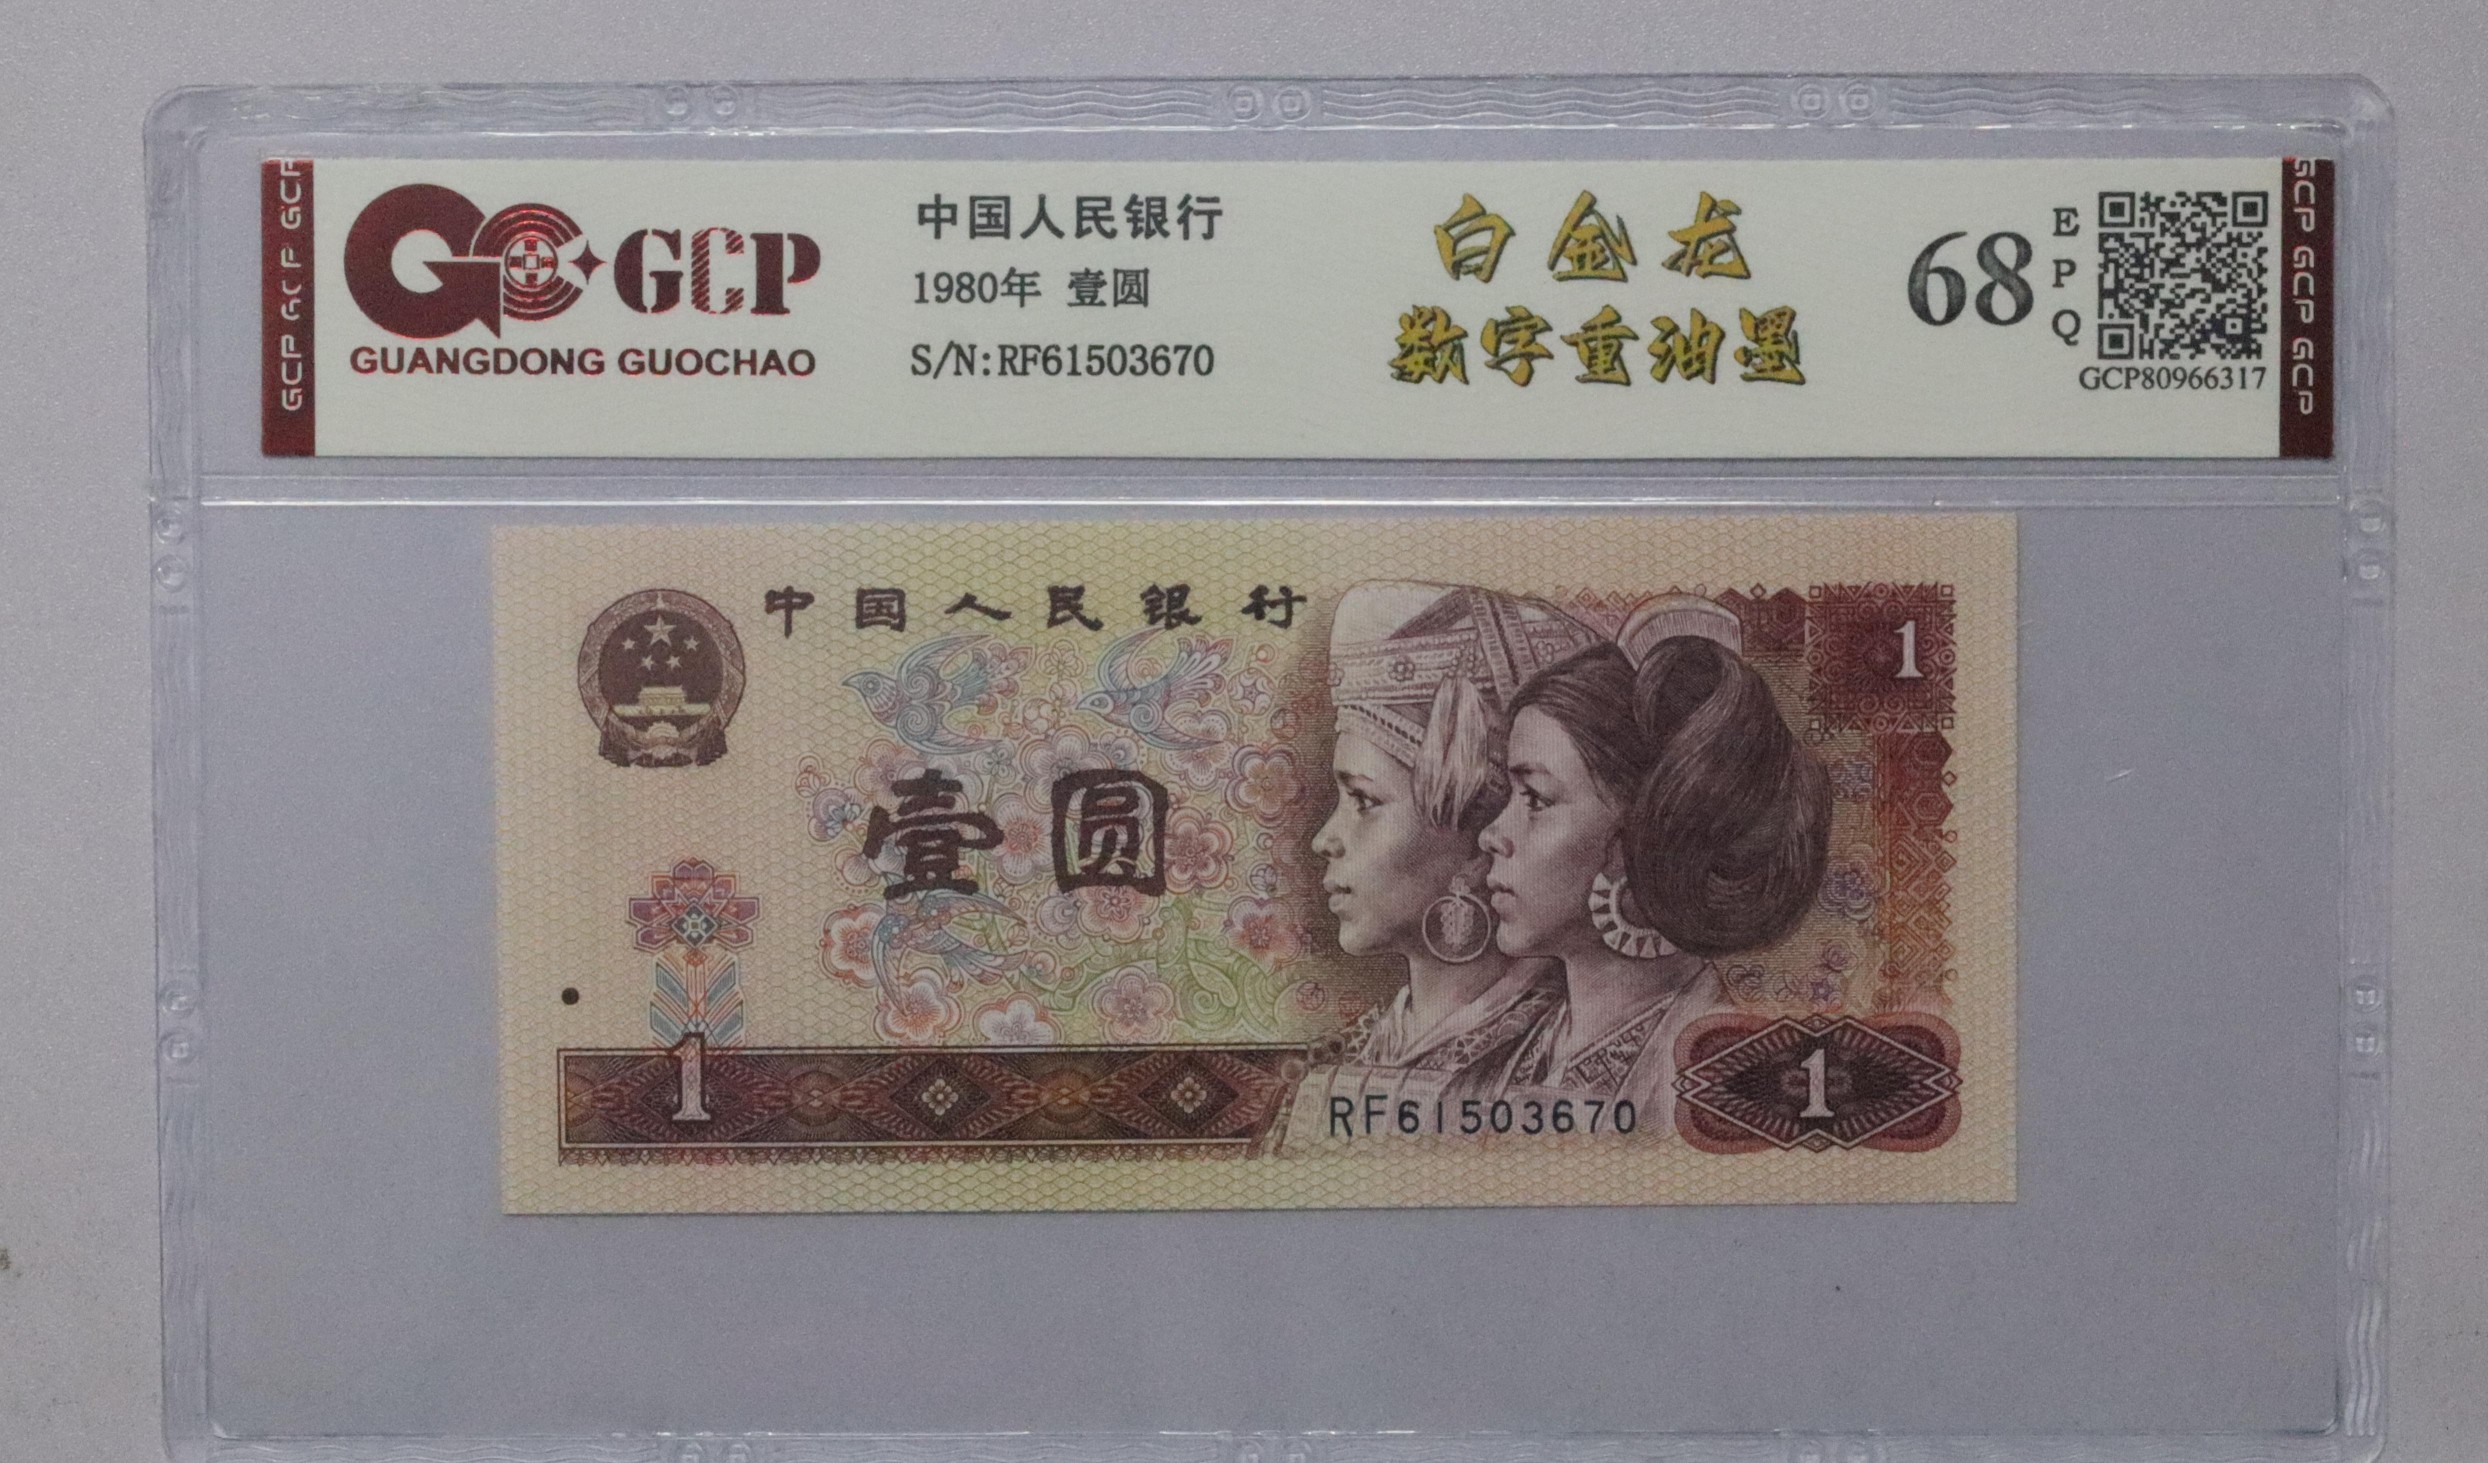 GCP GCP GCP
GCP
GUANGDONG GUOCHAO
中国人民银行
1980年 壹圆
S/N:RF61503670
白金龙
数字重油墨
68
E
P
Q
GCP80966317
GCP GCP GCP
中国人民银行
1
壹圆
1
1
RF61503670